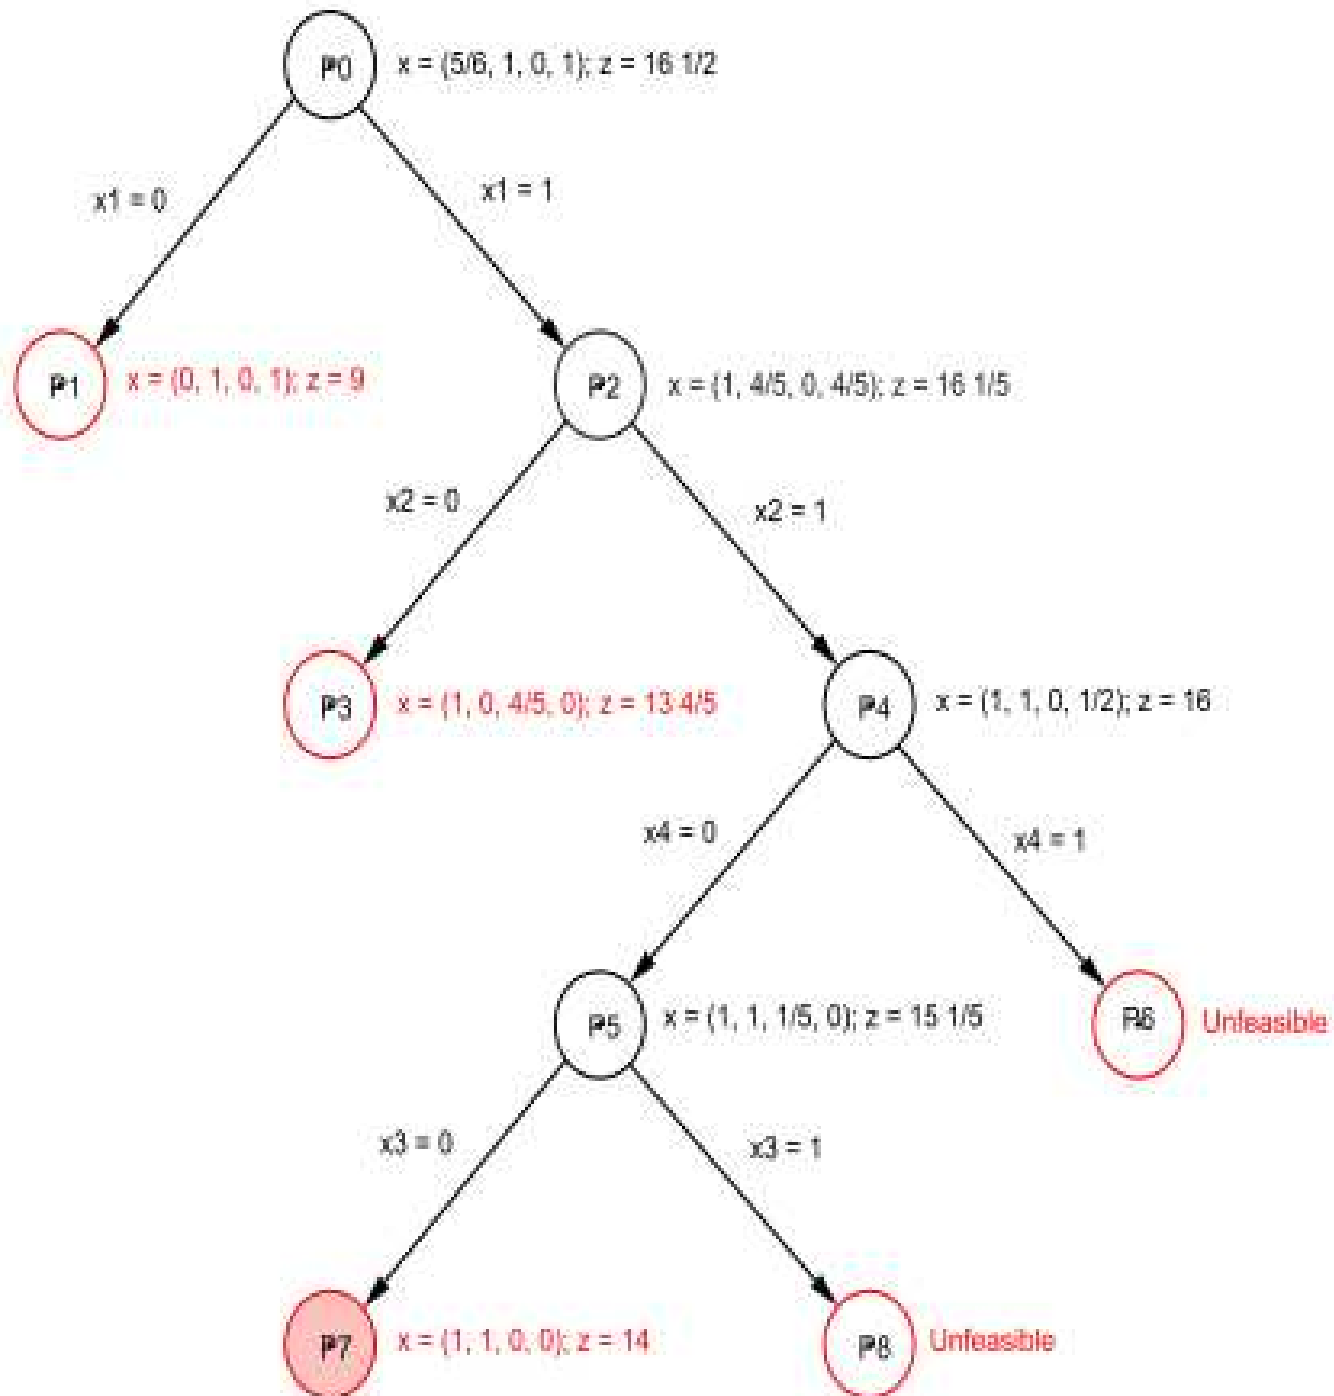 P0 x = (5/6, 1, 0, 1); z = 16 1/2
x1 = 0
x1 = 1
P1 x = (0, 1, 0, 1); z = 9
P2 x = (1, 4/5, 0, 4/5); z = 16 1/5
x2 = 0
x2 = 1
P3 x = (1, 0, 4/5, 0); z = 13 4/5
P4 x = (1, 1, 0, 1/2); z = 16
x4 = 0
x4 = 1
P5 x = (1, 1, 1/5, 0); z = 15 1/5
P6 Unfeasible
x3 = 0
x3 = 1
P7 x = (1, 1, 0, 0); z = 14
P8 Unfeasible